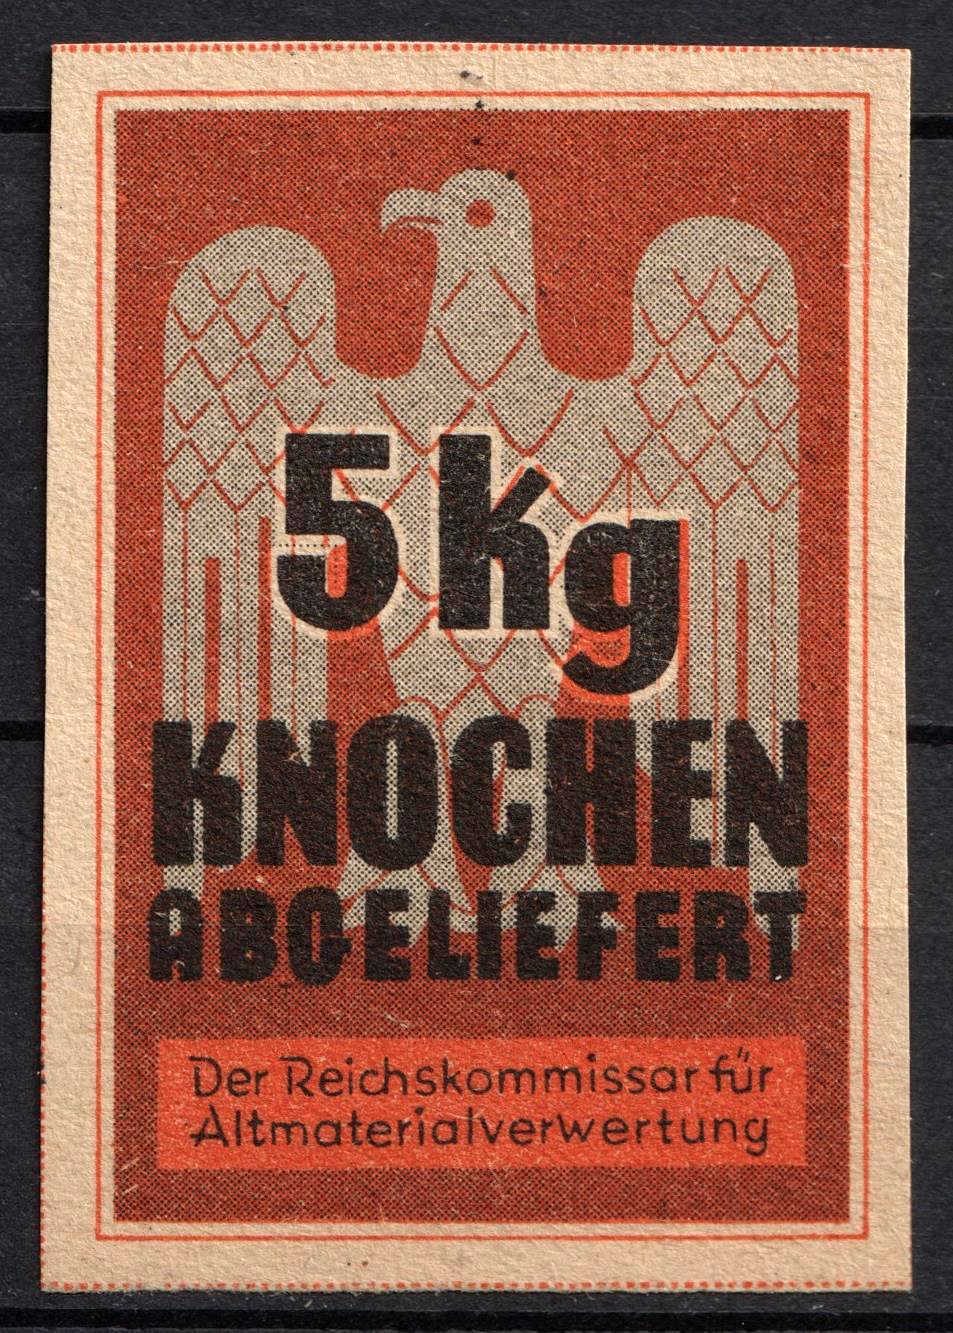 5 kg
KNOCHEN
ABGELIEFERT
Der Reichskommissar für
Altmaterialverwertung